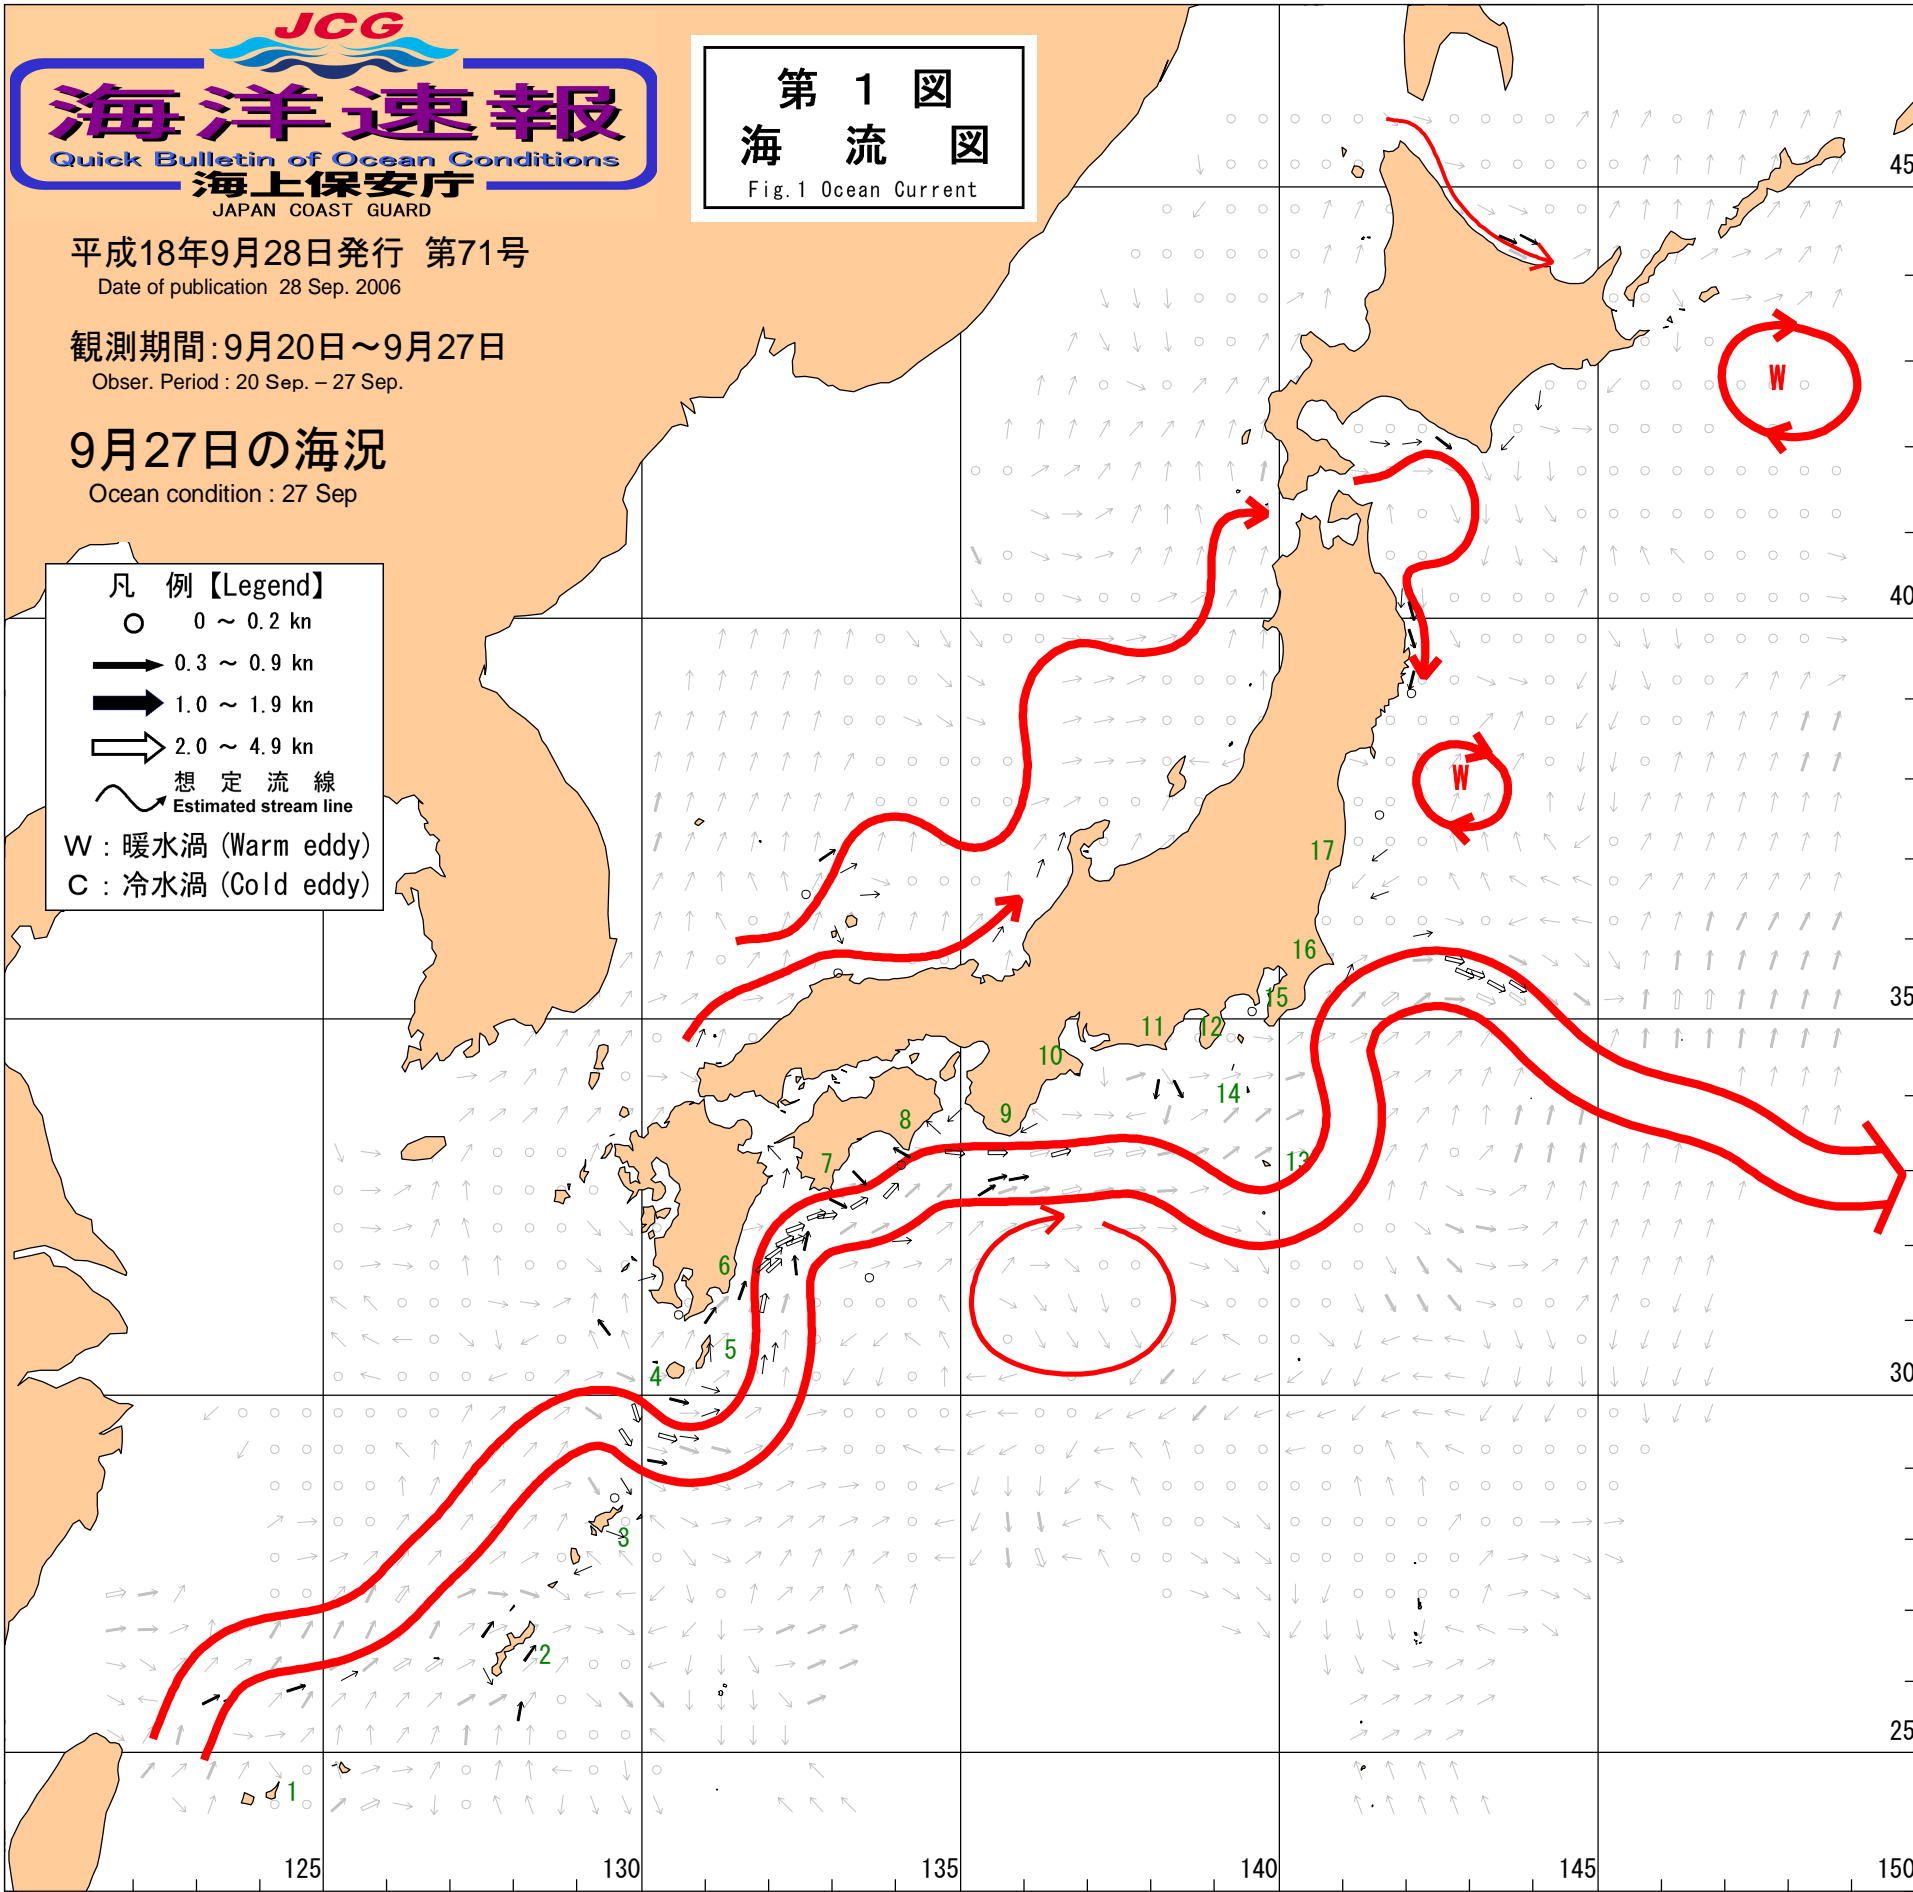 JCG
海洋速報
Quick Bulletin of Ocean Conditions
海上保安庁
JAPAN COAST GUARD
平成18年9月28日発行 第71号
Date of publication 28 Sep. 2006
観測期間:9月20日～9月27日
Obser. Period : 20 Sep. – 27 Sep.
9月27日の海況
Ocean condition : 27 Sep
第 1 図
海 流 図
Fig.1 Ocean Current
凡 例【Legend】
0 ～ 0.2 kn
0.3 ～ 0.9 kn
1.0 ～ 1.9 kn
2.0 ～ 4.9 kn
想 定 流 線
Estimated stream line
W : 暖水渦 (Warm eddy)
C : 冷水渦 (Cold eddy)
45
W
40
W
17
16
35
15
12
11
10
14
9
8
13
7
6
5
4
30
3
2
25
1
125
130
135
140
145
150